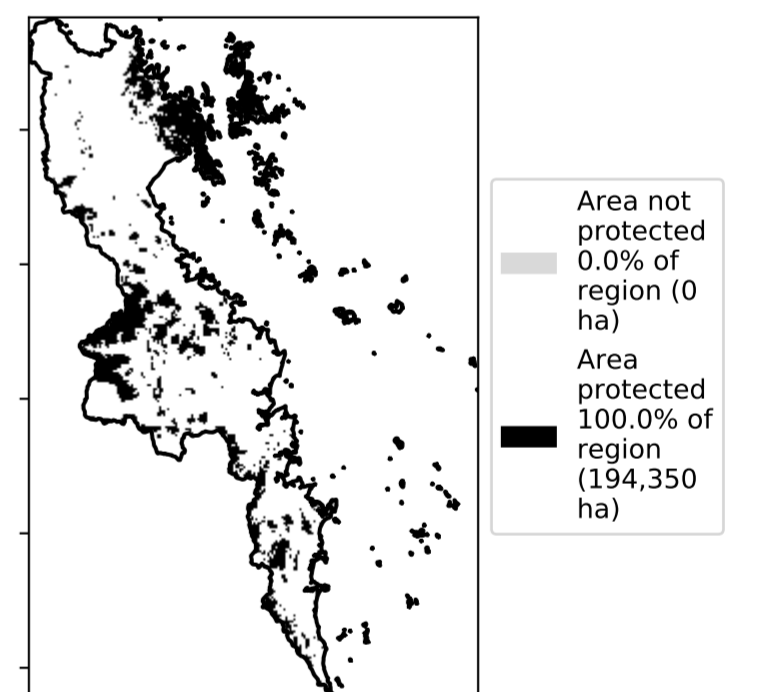 Area not
protected
0.0% of
region (0
ha)
Area
protected
100.0% of
region
(194,350
ha)